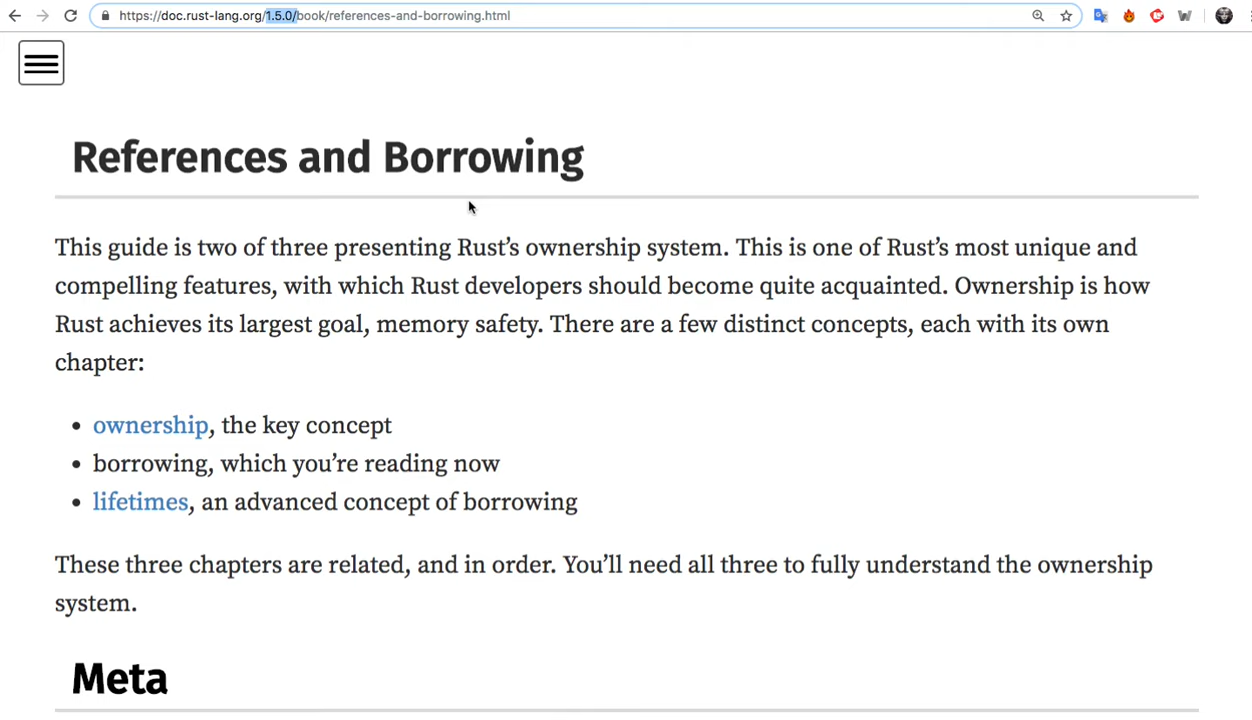 https://doc.rust-lang.org/1.5.0/book/references-and-borrowing.html
References and Borrowing
This guide is two of three presenting Rust’s ownership system. This is one of Rust’s most unique and
compelling features, with which Rust developers should become quite acquainted. Ownership is how
Rust achieves its largest goal, memory safety. There are a few distinct concepts, each with its own
chapter:
• ownership, the key concept
• borrowing, which you’re reading now
• lifetimes, an advanced concept of borrowing
These three chapters are related, and in order. You’ll need all three to fully understand the ownership
system.
Meta